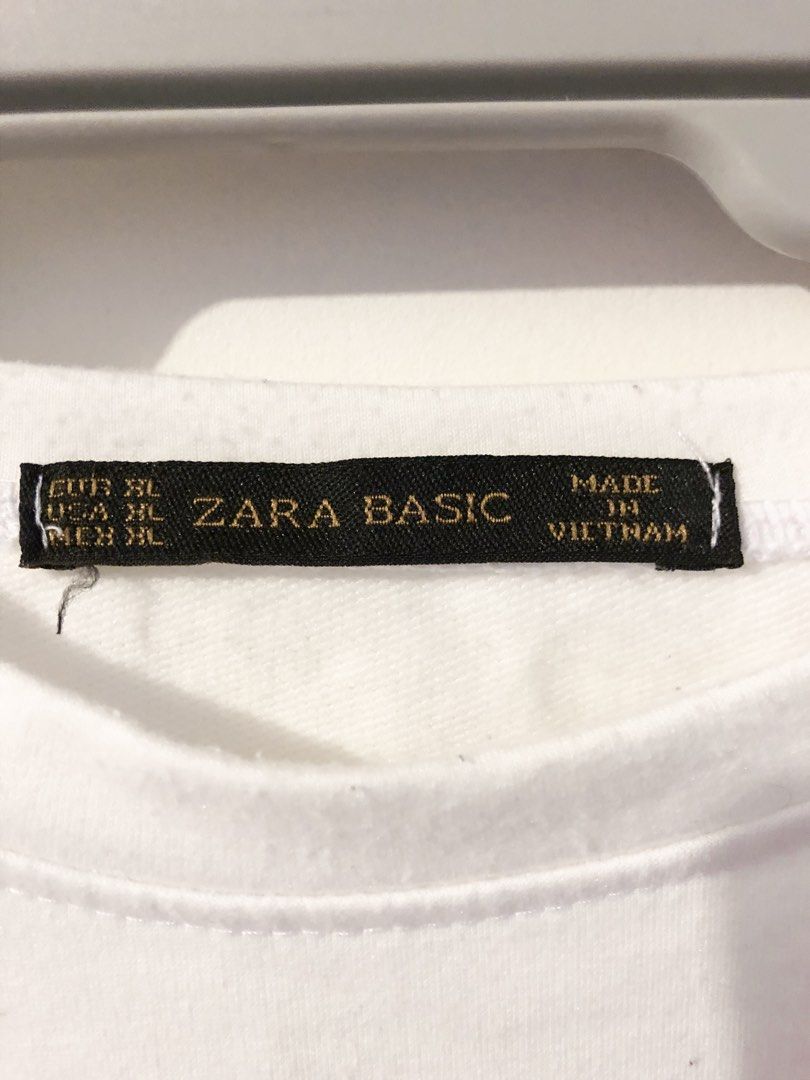 EUR XL
USA XL
MEX XL
ZARA BASIC
MADE
IN
VIETNAM